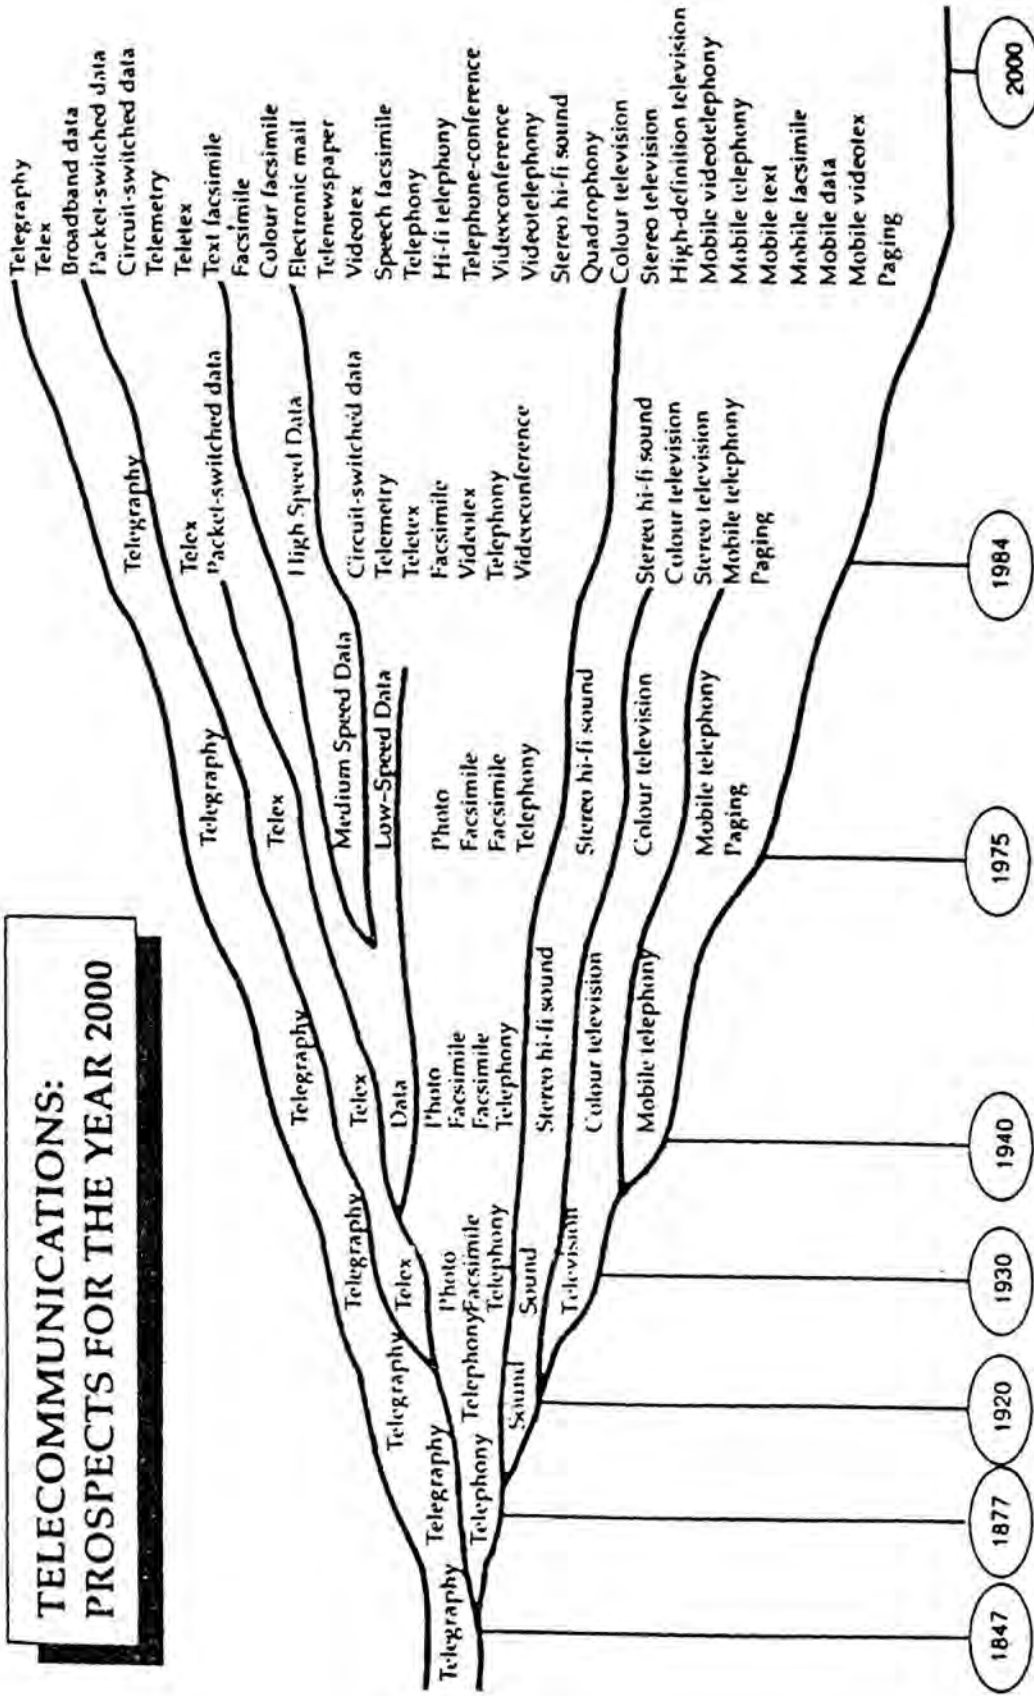 TELECOMMUNICATIONS:
PROSPECTS FOR THE YEAR 2000
Telegraphy
Telegraphy
Telephony
Telegraphy
Telephony
Sound
Telegraphy
Telex
Photo
Facsimile
Telephony
Sound
Television
Telegraphy
Telex
Data
Photo
Facsimile
Facsimile
Telephony
Stereo hi-fi sound
Colour television
Mobile telephony
Telegraphy
Telex
Medium Speed Data
Low-Speed Data
Photo
Facsimile
Facsimile
Telephony
Stereo hi-fi sound
Colour television
Mobile telephony
Paging
Telegraphy
Telex
Packet-switched data
High Speed Data
Circuit-switched data
Telemetry
Teletex
Facsimile
Videotex
Telephony
Videoconference
Stereo hi-fi sound
Colour television
Stereo television
Mobile telephony
Paging
Telegraphy
Telex
Broadband data
Packet-switched data
Circuit-switched data
Telemetry
Teletex
Text facsimile
Facsimile
Colour facsimile
Electronic mail
Telenewspaper
Videotex
Speech facsimile
Telephony
Hi-fi telephony
Telephone-conference
Videoconference
Videotelephony
Stereo hi-fi sound
Quadrophony
Colour television
Stereo television
High-definition television
Mobile videotelephony
Mobile telephony
Mobile text
Mobile facsimile
Mobile data
Mobile videotex
Paging
1847
1877
1920
1930
1940
1975
1984
2000